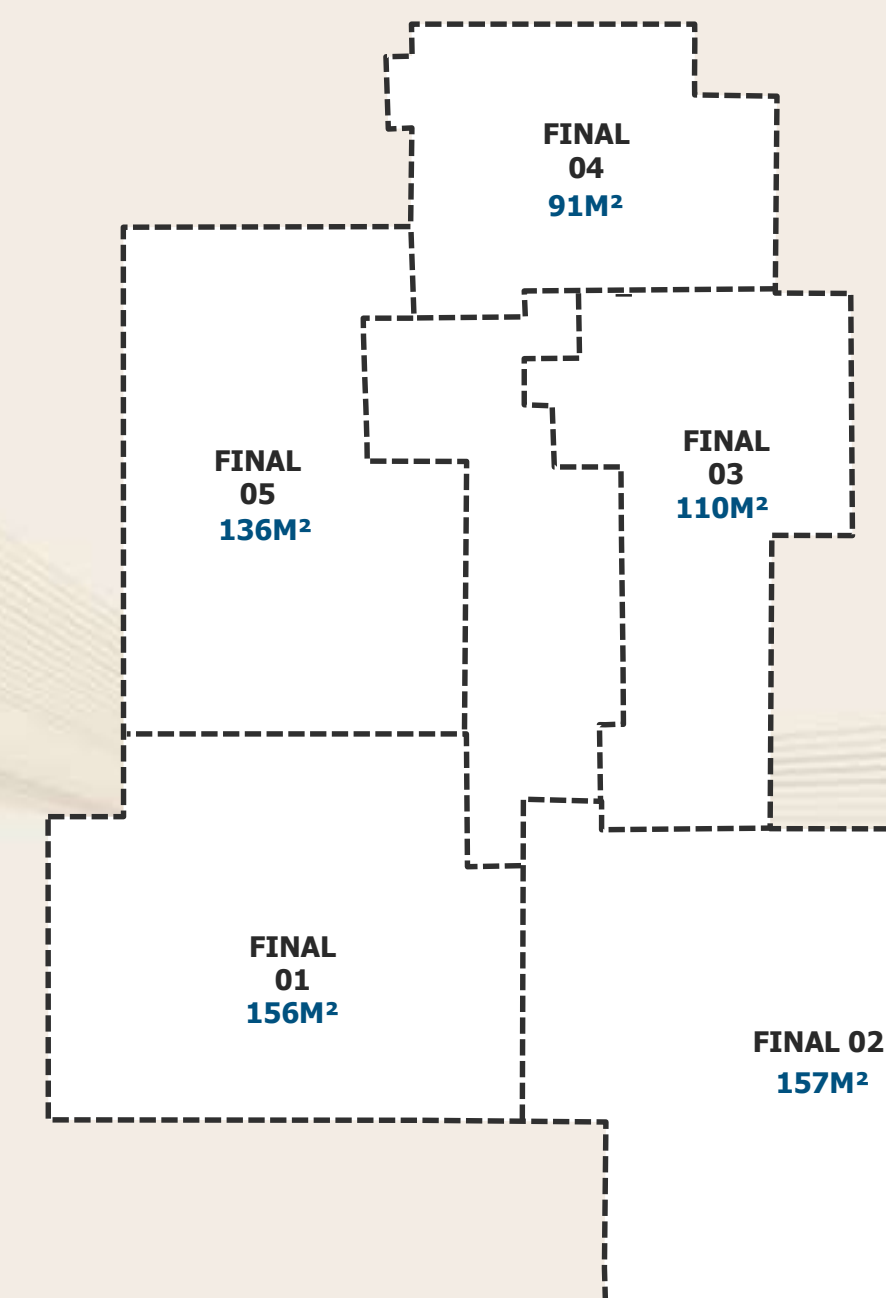 FINAL
04
91M²
FINAL
03
110M²
FINAL
05
136M²
FINAL
01
156M²
FINAL 02
157M²